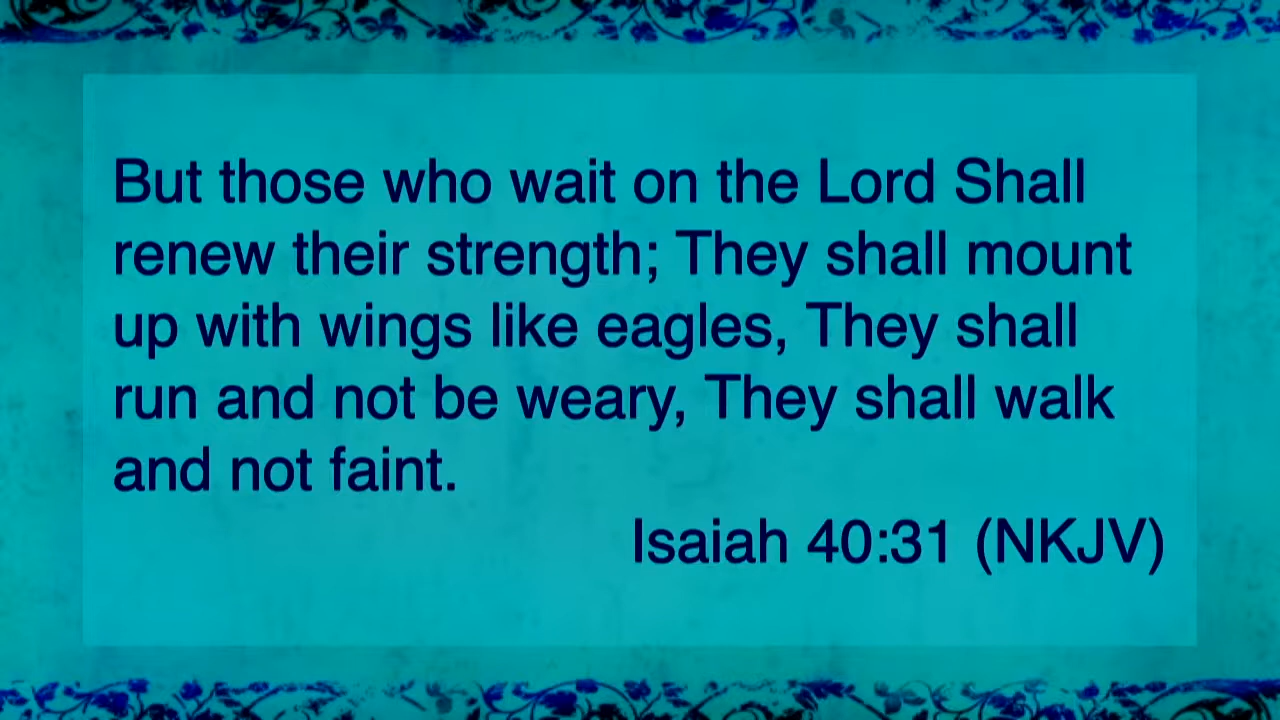 But those who wait on the Lord Shall
renew their strength; They shall mount
up with wings like eagles, They shall
run and not be weary, They shall walk
and not faint.
Isaiah 40:31 (NKJV)